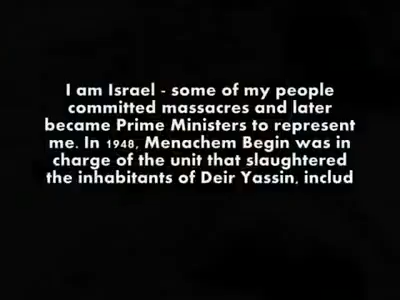 I am Israel - some of my people
committed massacres and later
became Prime Ministers to represent
me. In 1948, Menachem Begin was in
charge of the unit that slaughtered
the inhabitants of Deir Yassin, includ